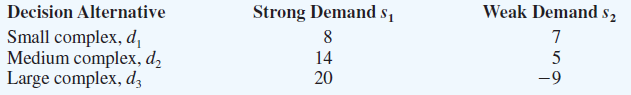 Decision Alternative Strong Demand s₁ Weak Demand s₂
Small complex, d₁ 8 7
Medium complex, d₂ 14 5
Large complex, d₃ 20 −9